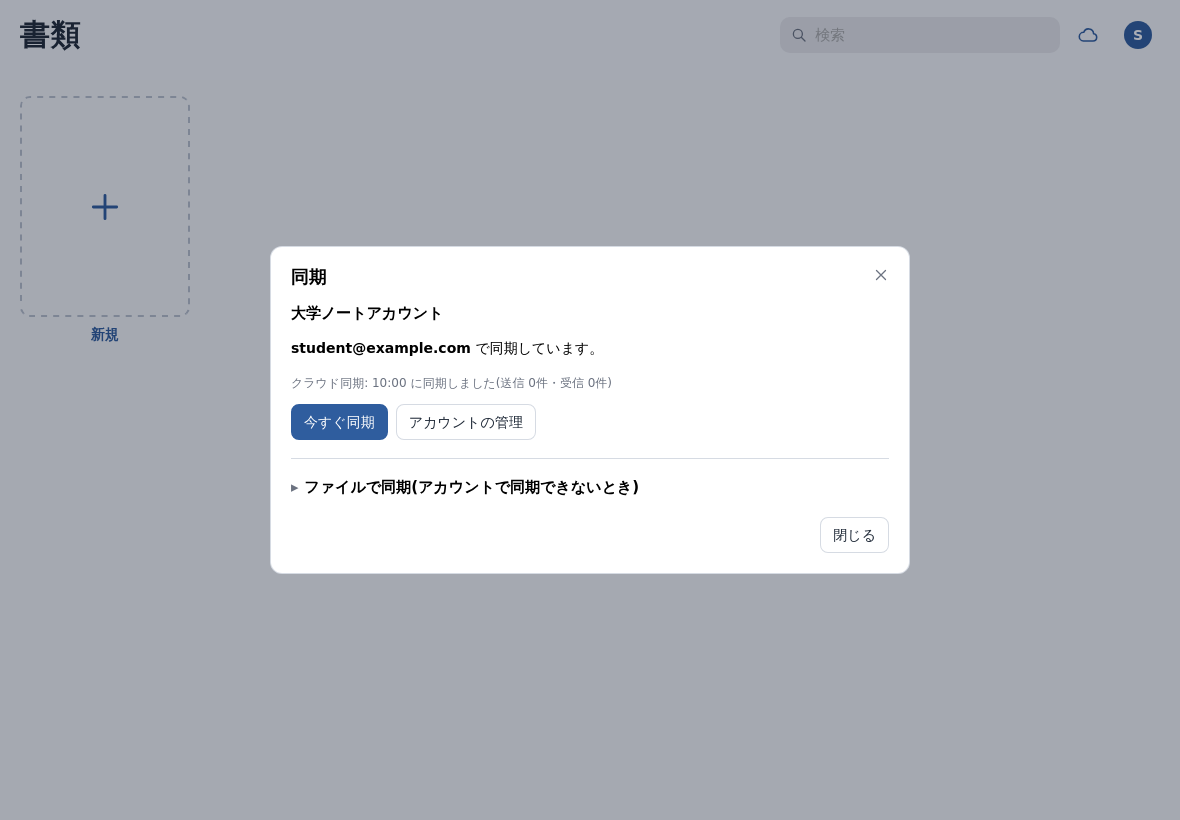 書類
検索
S
新規
同期
大学ノートアカウント
student@example.com で同期しています。
クラウド同期: 10:00 に同期しました(送信 0件・受信 0件)
今すぐ同期
アカウントの管理
▸ ファイルで同期(アカウントで同期できないとき)
閉じる